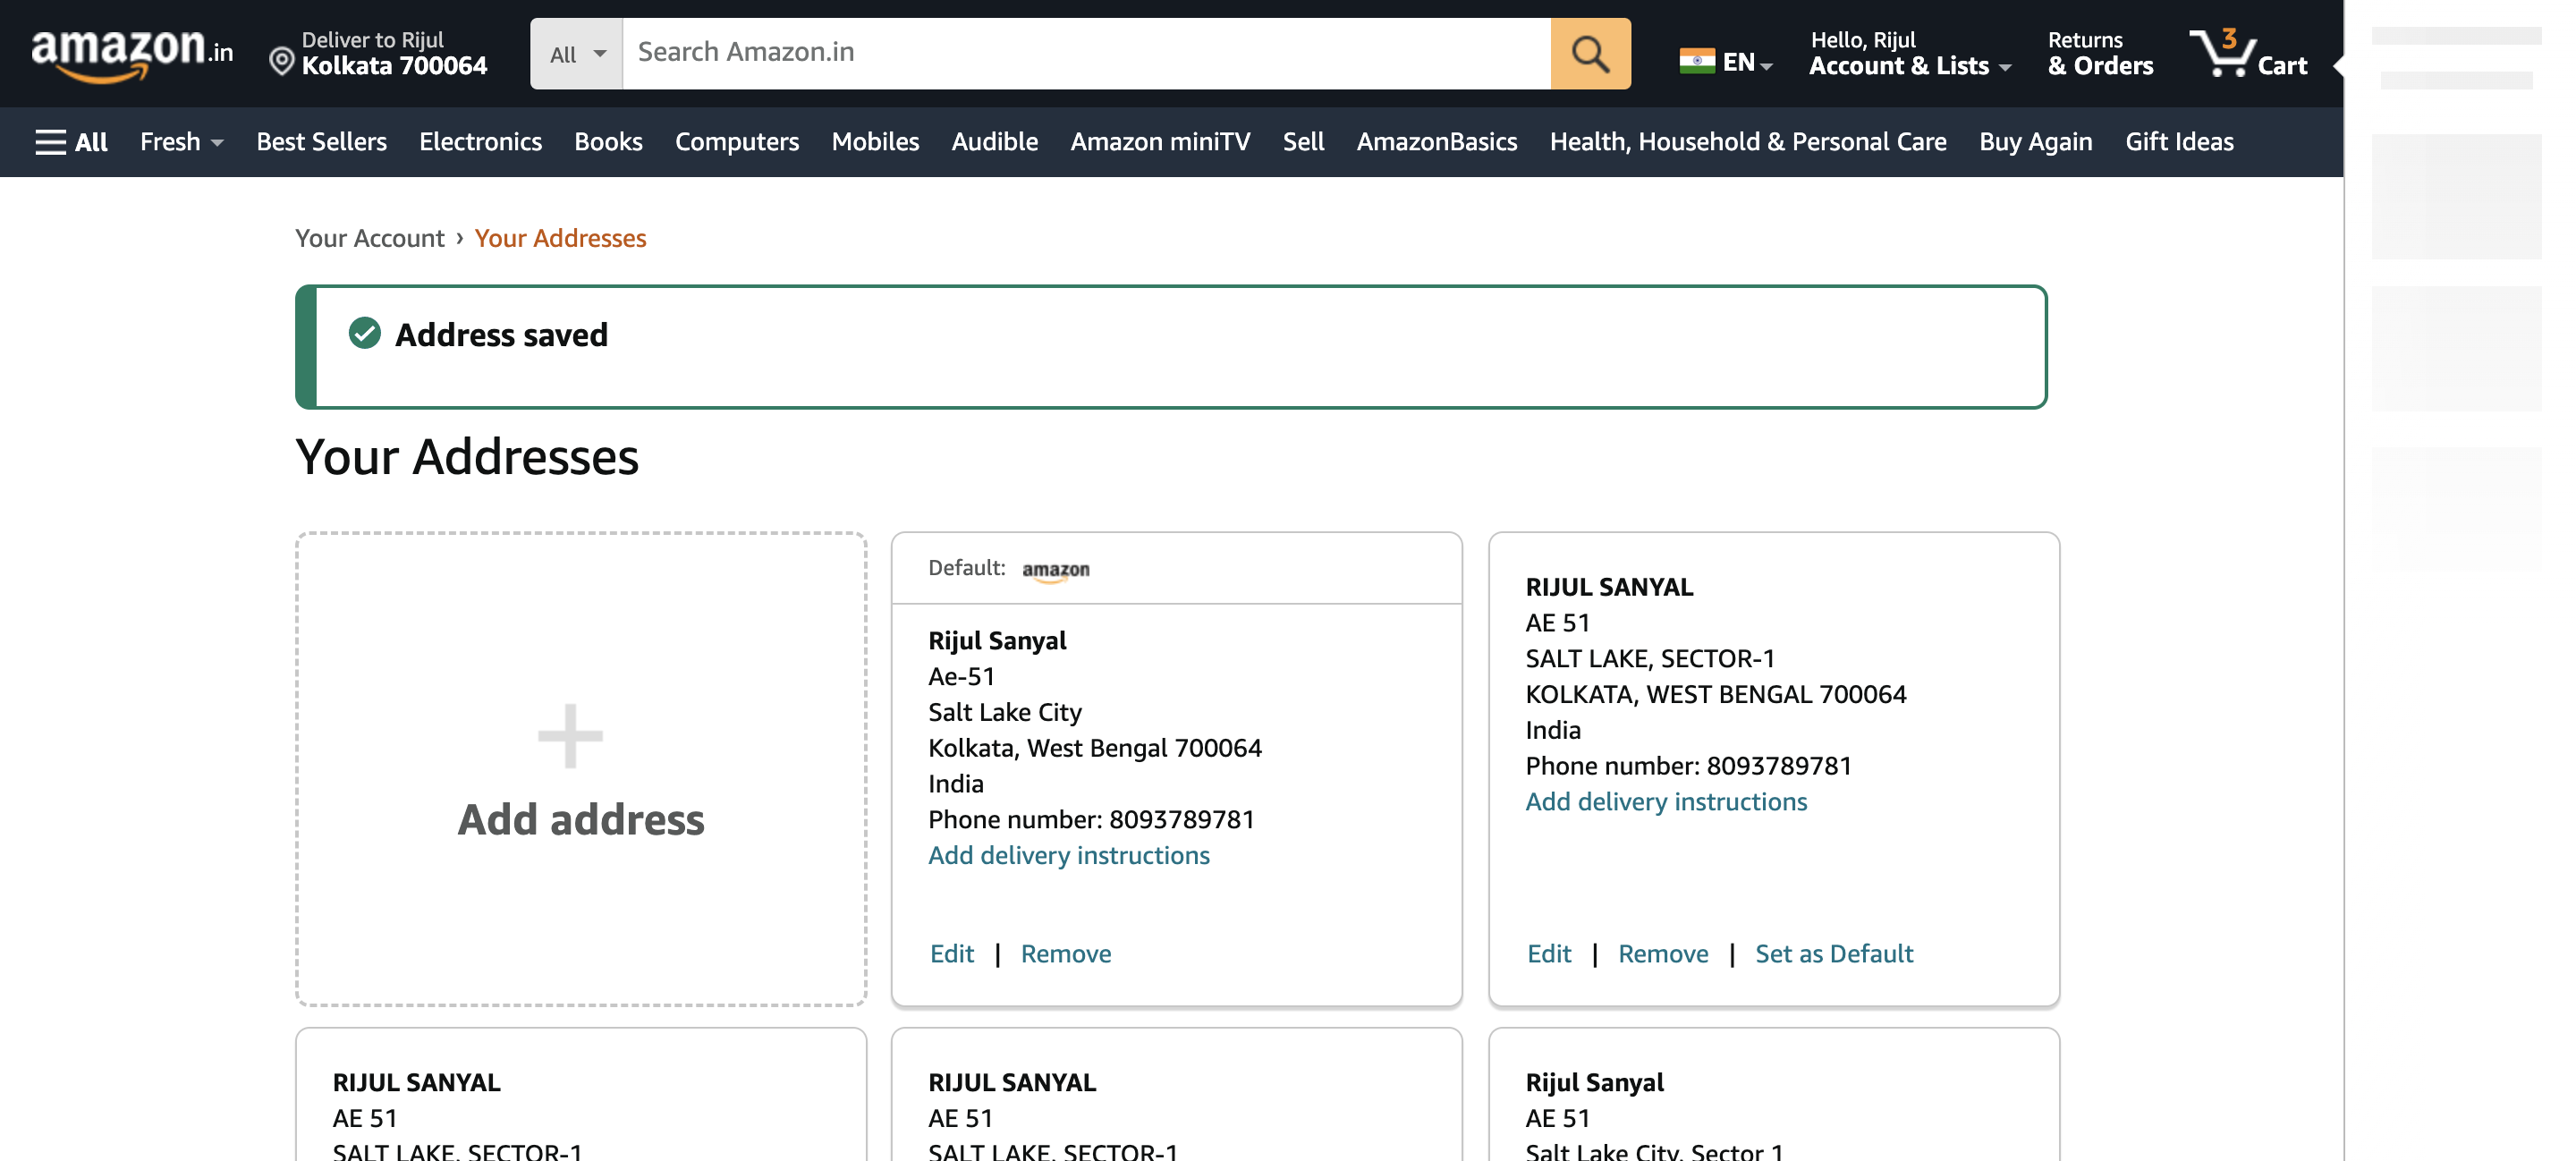 amazon.in
Deliver to Rijul
Kolkata 700064
All
Search Amazon.in
EN
Hello, Rijul
Account & Lists
Returns
& Orders
3
Cart
All
Fresh
Best Sellers
Electronics
Books
Computers
Mobiles
Audible
Amazon miniTV
Sell
AmazonBasics
Health, Household & Personal Care
Buy Again
Gift Ideas
Your Account › Your Addresses
Address saved
Your Addresses
Add address
Default: amazon
Rijul Sanyal
Ae-51
Salt Lake City
Kolkata, West Bengal 700064
India
Phone number: 8093789781
Add delivery instructions
Edit | Remove
RIJUL SANYAL
AE 51
SALT LAKE, SECTOR-1
KOLKATA, WEST BENGAL 700064
India
Phone number: 8093789781
Add delivery instructions
Edit | Remove | Set as Default
RIJUL SANYAL
AE 51
SALT LAKE, SECTOR-1
RIJUL SANYAL
AE 51
SALT LAKE, SECTOR-1
Rijul Sanyal
AE 51
Salt Lake City, Sector 1